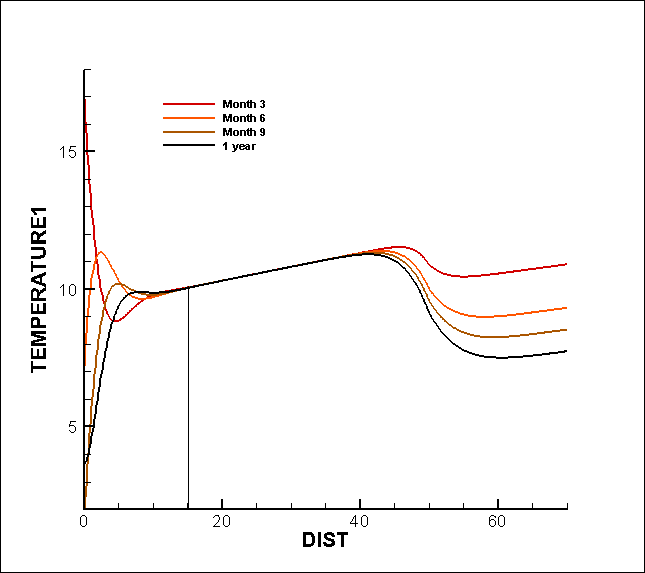 Month 3
Month 6
Month 9
1 year
15
10
5
TEMPERATURE1
0 20 40 60
DIST